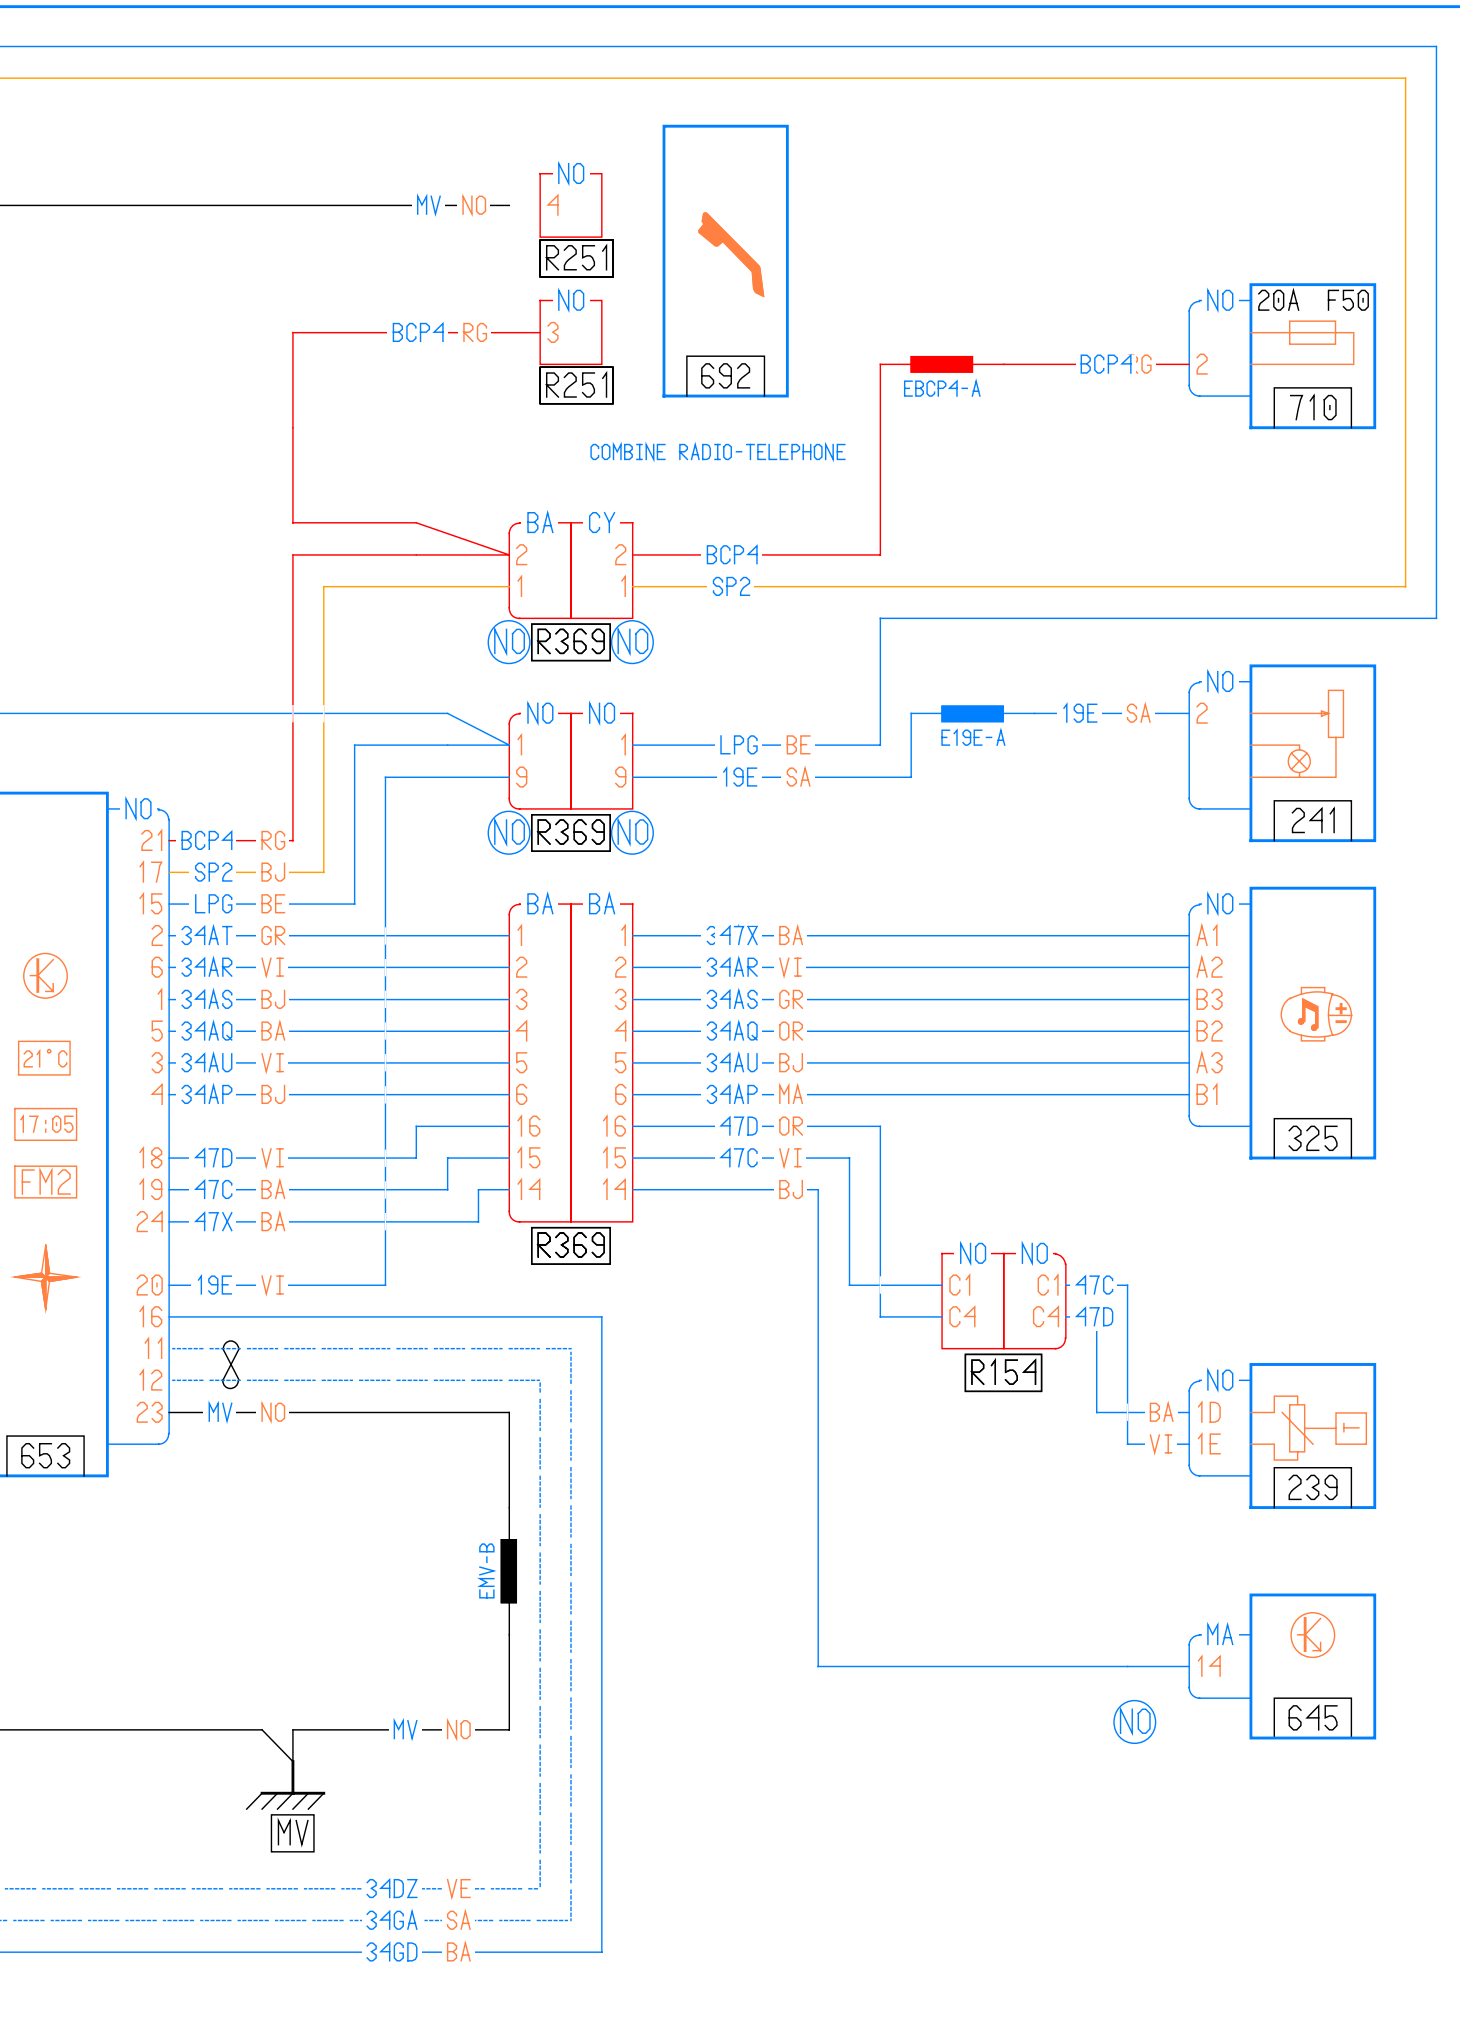 NO
MV NO 4
R251
NO
BCP4 RG 3
R251
692
COMBINE RADIO-TELEPHONE
NO 20A F50
EBCP4-A BCP4 2
710
BA CY
2 2 BCP4
1 1 SP2
NO R369 NO
NO NO
1 1 LPG BE
9 9 19E SA
NO R369 NO
NO
E19E-A 19E SA 2
241
NO
21 BCP4 RG
17 SP2 BJ
15 LPG BE
BA BA NO
2 34AT GR 1 1 347X BA A1
6 34AR VI 2 2 34AR VI A2
1 34AS BJ 3 3 34AS GR B3
5 34AQ BA 4 4 34AQ OR B2
3 34AU VI 5 5 34AU BJ A3
4 34AP BJ 6 6 34AP MA B1
16 16 47D OR
18 47D VI 15 15 47C VI
19 47C BA 14 14 BJ
24 47X BA
R369
325
20 19E VI
16
11
12
23 MV NO
21°C
17:05
FM2
653
NO NO
C1 C1 47C
C4 C4 47D
R154
NO
BA 1D
VI 1E
T
239
EMV-B
MA
14
NO 645
MV NO
MV
34DZ VE
34GA SA
34GD BA